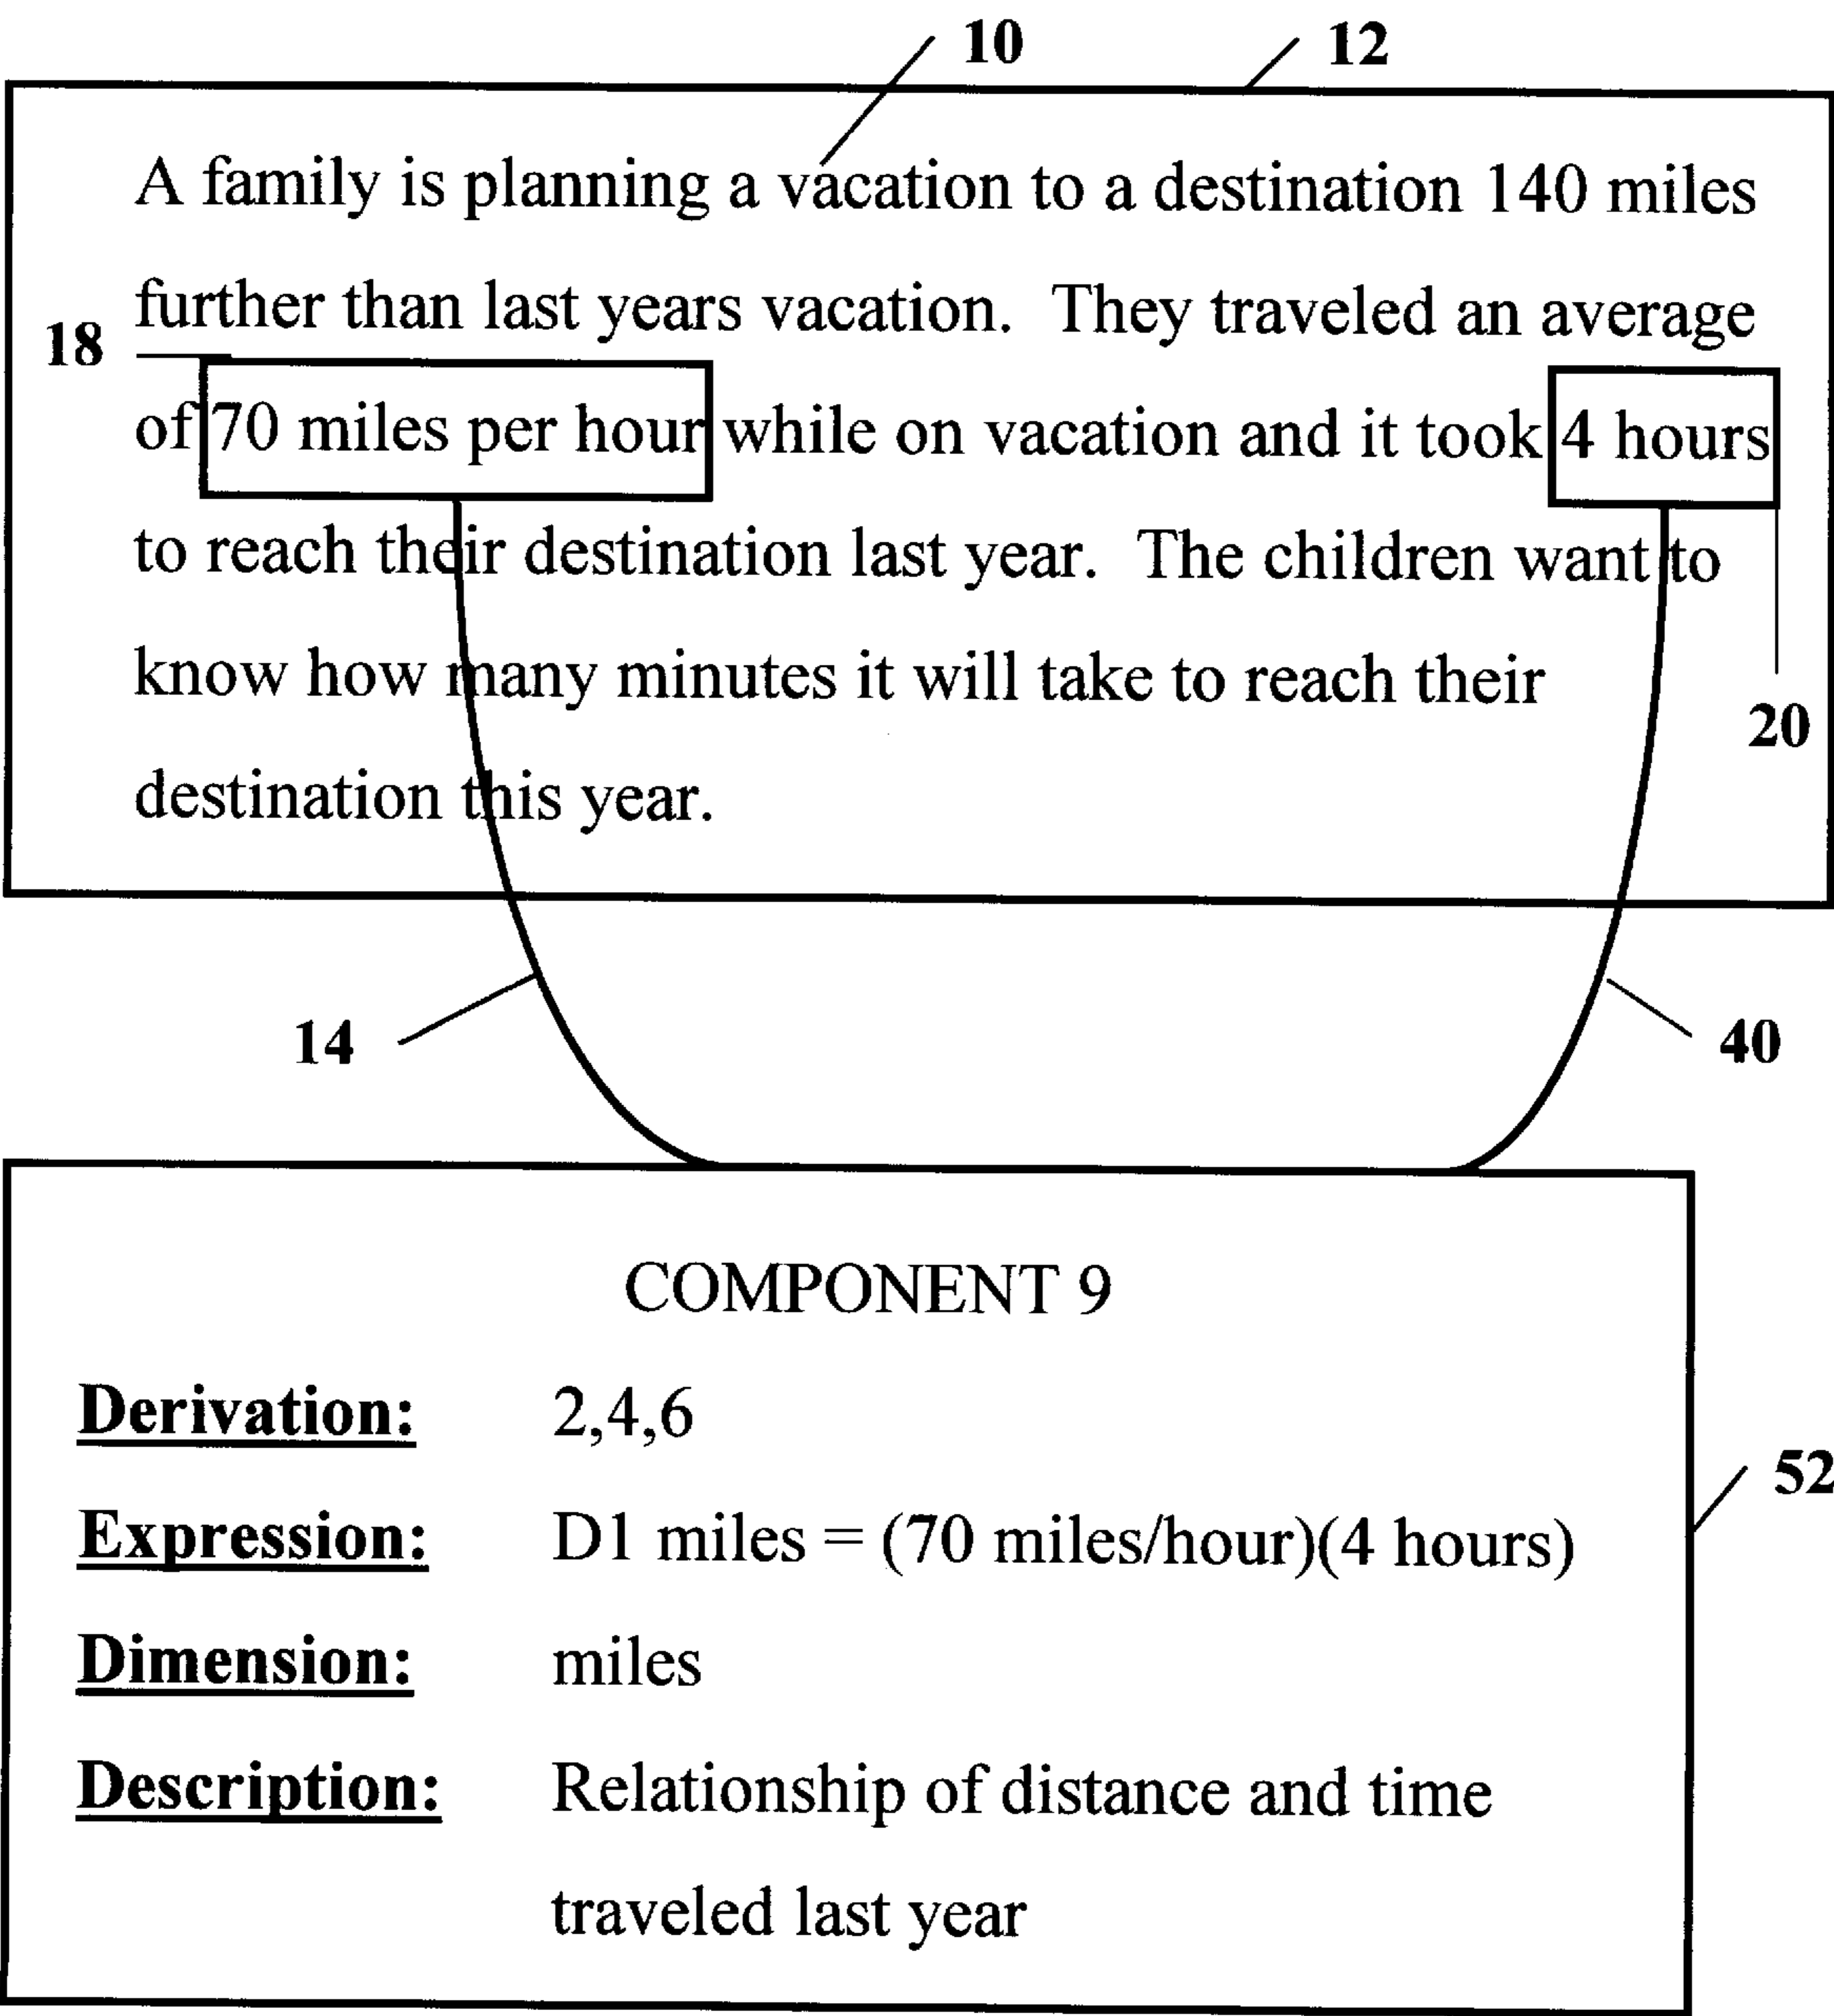 10 12
A family is planning a vacation to a destination 140 miles
further than last years vacation. They traveled an average
18
of 70 miles per hour while on vacation and it took 4 hours
to reach their destination last year. The children want to
know how many minutes it will take to reach their
20
destination this year.
14 40
COMPONENT 9
Derivation: 2,4,6
52
Expression: D1 miles = (70 miles/hour)(4 hours)
Dimension: miles
Description: Relationship of distance and time
traveled last year